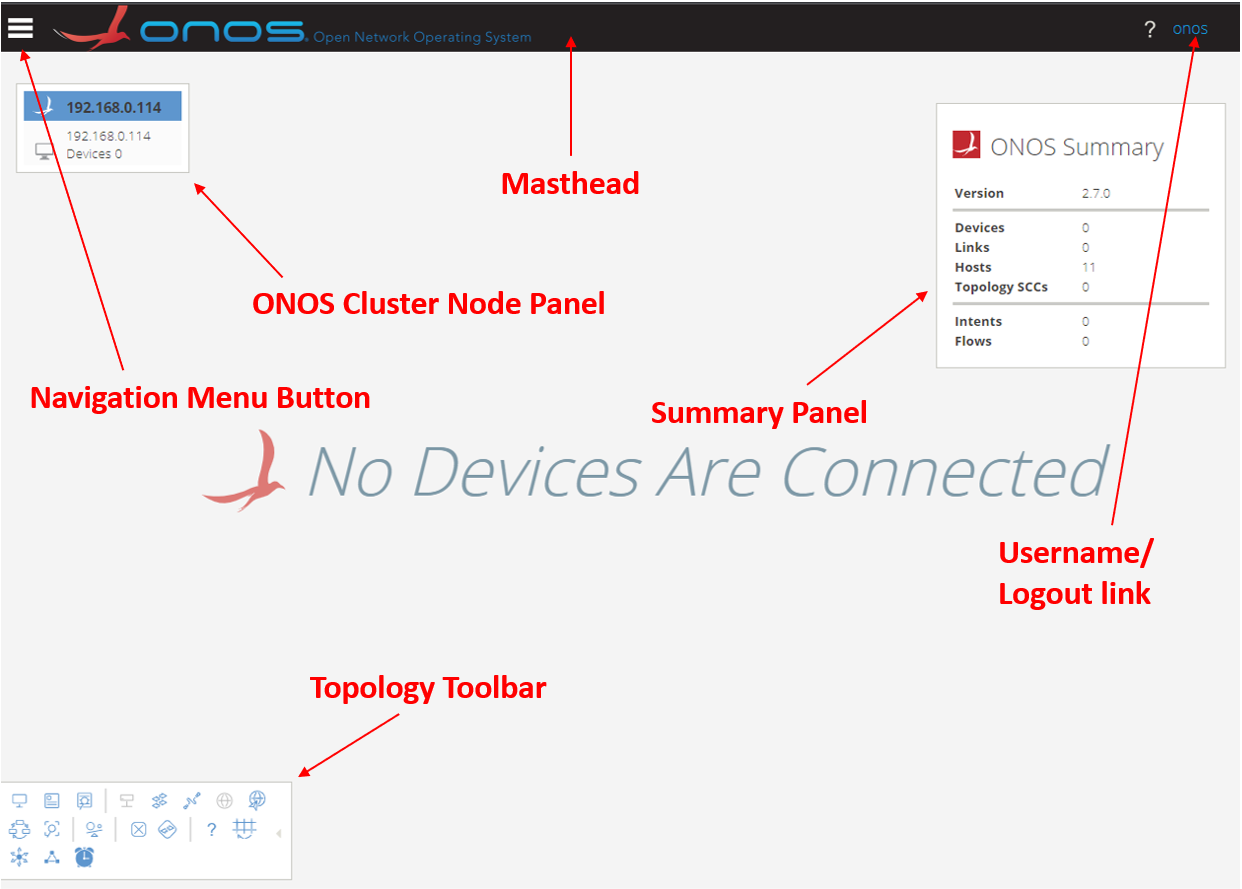 onos Open Network Operating System
? onos
192.168.0.114
192.168.0.114
Devices 0
ONOS Summary
Version 2.7.0
Devices 0
Links 0
Hosts 11
Topology SCCs 0
Intents 0
Flows 0
Masthead
ONOS Cluster Node Panel
Navigation Menu Button
Summary Panel
No Devices Are Connected
Username/
Logout link
Topology Toolbar
?